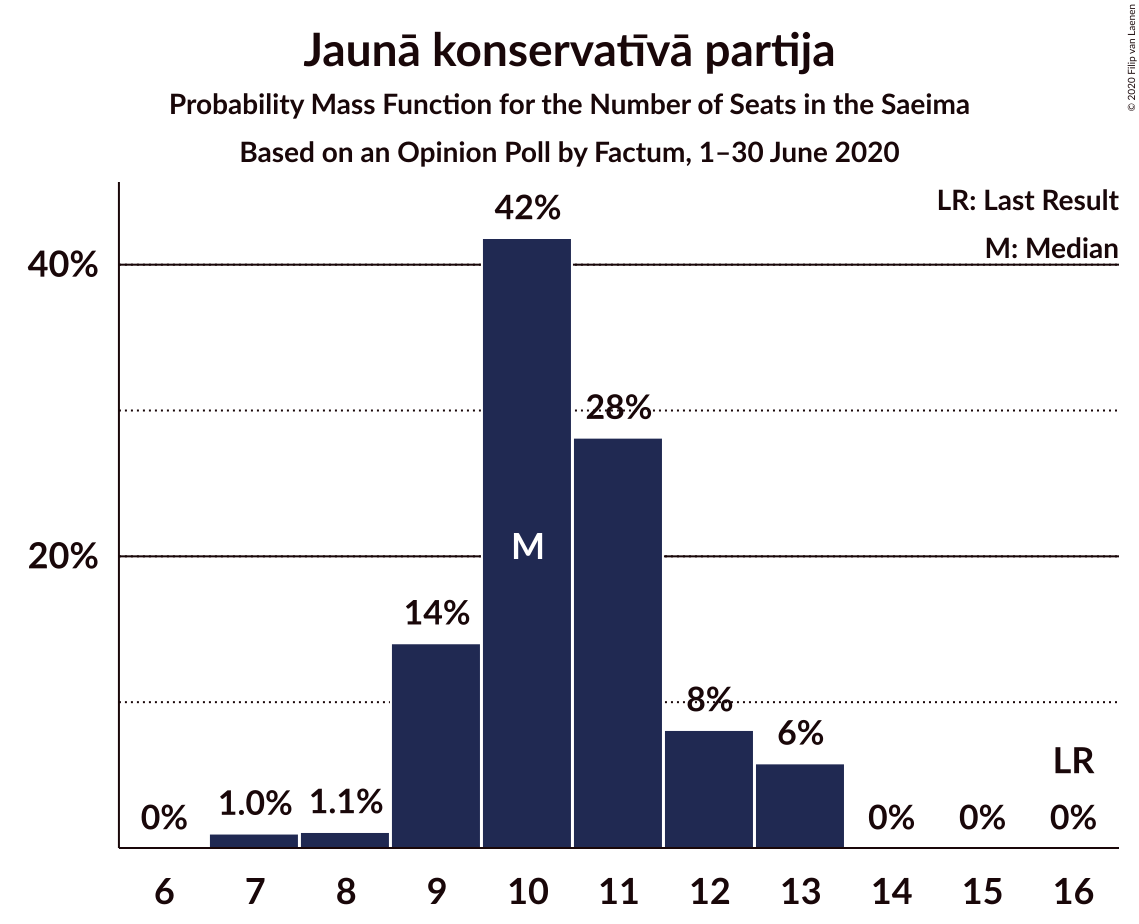 Jaunā konservatīvā partija
Probability Mass Function for the Number of Seats in the Saeima
Based on an Opinion Poll by Factum, 1–30 June 2020
© 2020 Filip van Laenen
LR: Last Result
M: Median
40%
20%
0%
1.0%
1.1%
14%
42%
M
28%
8%
6%
0%
0%
LR
0%
6 7 8 9 10 11 12 13 14 15 16